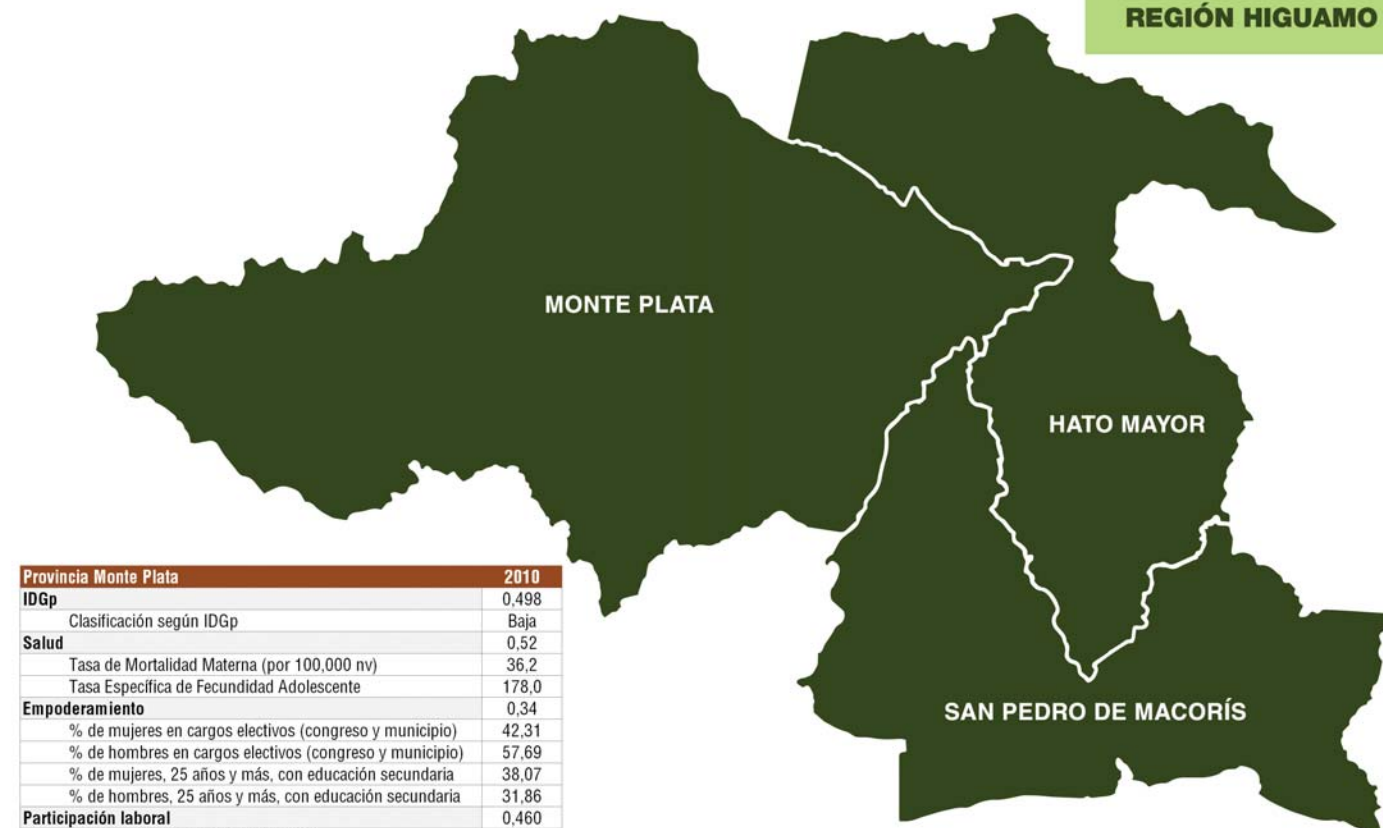 REGIÓN HIGUAMO
MONTE PLATA
HATO MAYOR
SAN PEDRO DE MACORÍS
Provincia Monte Plata 2010
IDGp 0,498
Clasificación según IDGp Baja
Salud 0,52
Tasa de Mortalidad Materna (por 100,000 nv) 36,2
Tasa Específica de Fecundidad Adolescente 178,0
Empoderamiento 0,34
% de mujeres en cargos electivos (congreso y municipio) 42,31
% de hombres en cargos electivos (congreso y municipio) 57,69
% de mujeres, 25 años y más, con educación secundaria 38,07
% de hombres, 25 años y más, con educación secundaria 31,86
Participación laboral 0,460